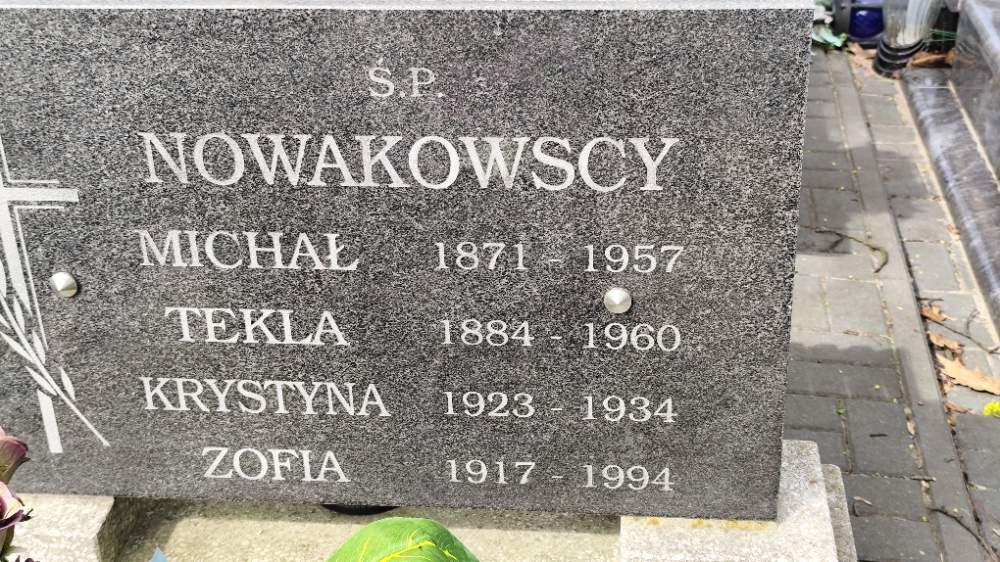 Ś.P.
NOWAKOWSCY
MICHAŁ 1871 - 1957
TEKLA 1884 - 1960
KRYSTYNA 1923 - 1934
ZOFIA 1917 - 1994